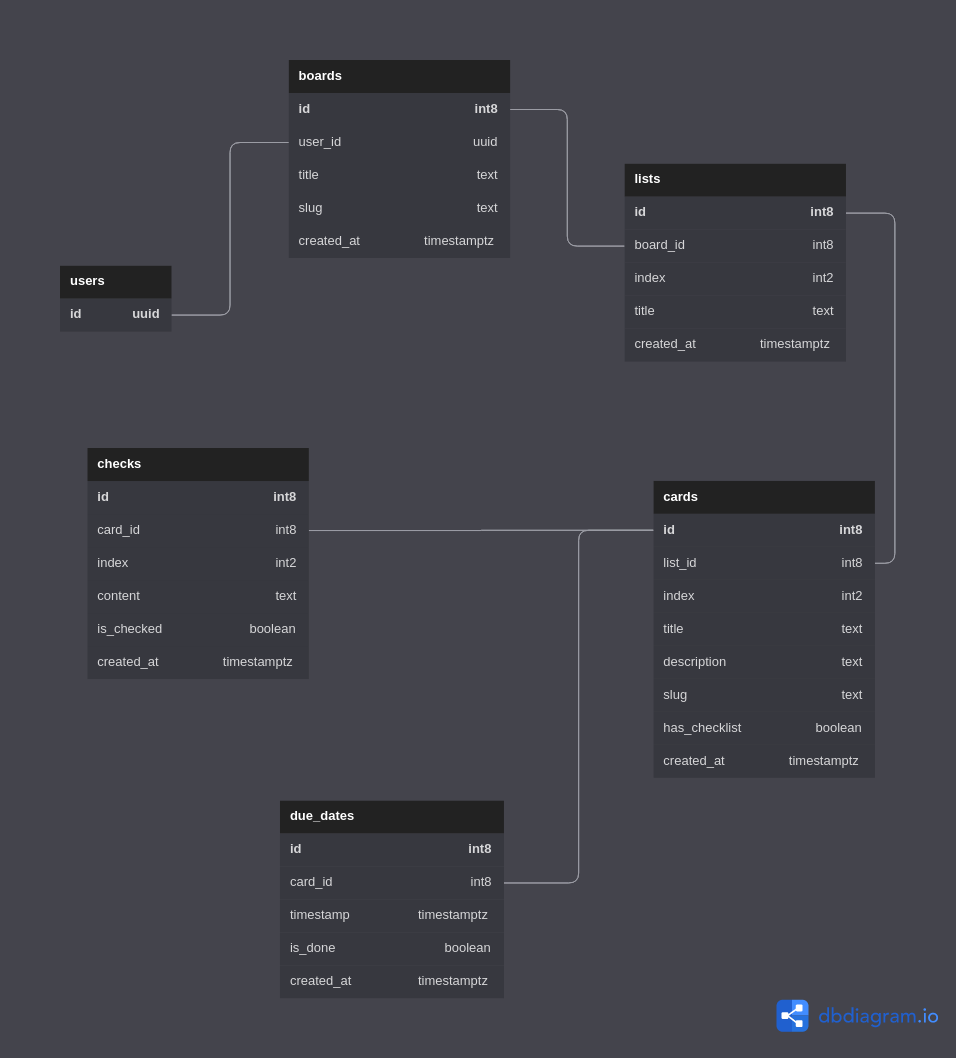 boards
id int8
user_id uuid
title text
slug text
created_at timestamptz
lists
id int8
board_id int8
index int2
title text
created_at timestamptz
users
id uuid
checks
id int8
card_id int8
index int2
content text
is_checked boolean
created_at timestamptz
cards
id int8
list_id int8
index int2
title text
description text
slug text
has_checklist boolean
created_at timestamptz
due_dates
id int8
card_id int8
timestamp timestamptz
is_done boolean
created_at timestamptz
dbdiagram.io